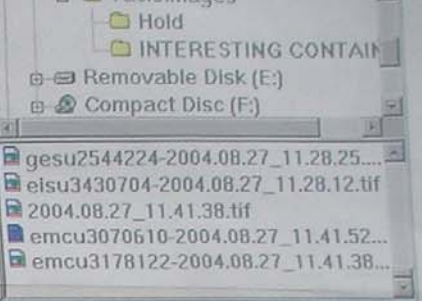 Hold
INTERESTING CONTAIN
Removable Disk (E:)
Compact Disc (F:)
gesu2544224-2004.08.27_11.28.25....
eisu3430704-2004.08.27_11.28.12.tif
2004.08.27_11.41.38.tif
emcu3070610-2004.08.27_11.41.52...
emcu3178122-2004.08.27_11.41.38...